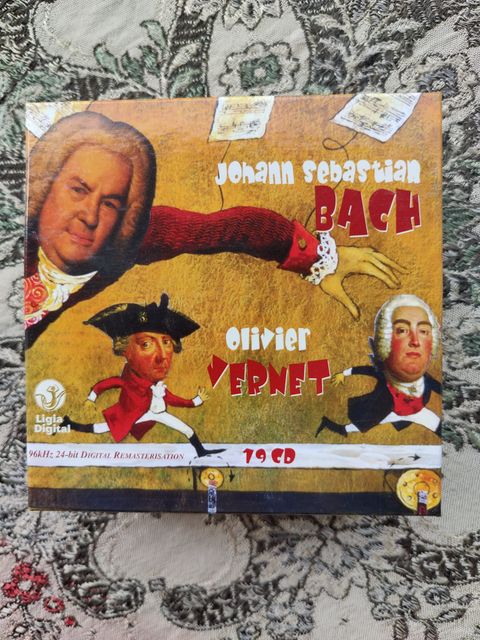 Johann Sebastian
BACH
Olivier
VERNET
Ligia
Digital
96kHz 24-bit DIGITAL REMASTERISATION
19 CD